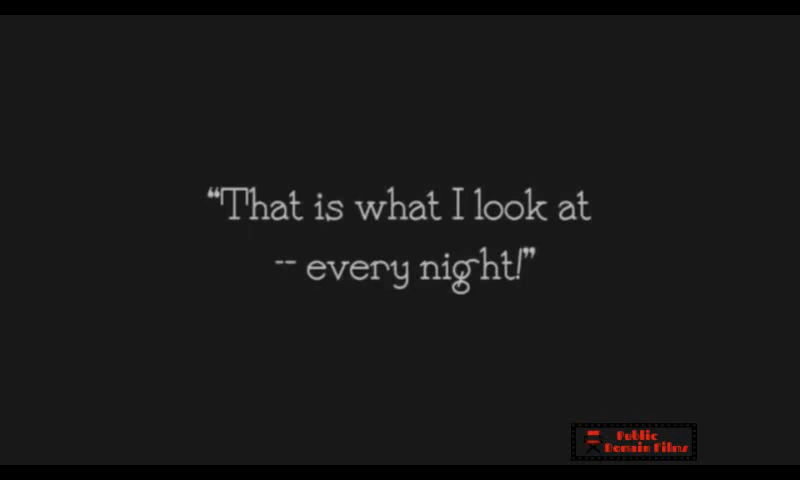 “That is what I look at
-- every night!”
Public
Domain Films